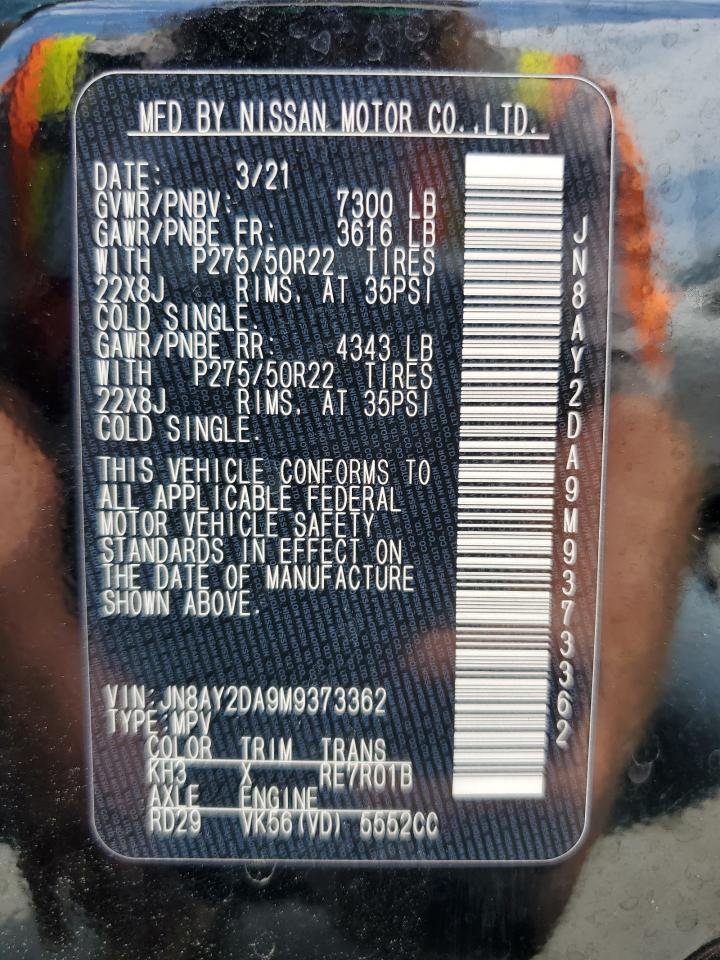 MFD BY NISSAN MOTOR CO.,LTD.
DATE: 3/21
GVWR/PNBV: 7300 LB
GAWR/PNBE FR: 3616 LB
WITH P275/50R22 TIRES
22X8J RIMS, AT 35PSI
COLD SINGLE.
GAWR/PNBE RR: 4343 LB
WITH P275/50R22 TIRES
22X8J RIMS, AT 35PSI
COLD SINGLE.
THIS VEHICLE CONFORMS TO
ALL APPLICABLE FEDERAL
MOTOR VEHICLE SAFETY
STANDARDS IN EFFECT ON
THE DATE OF MANUFACTURE
SHOWN ABOVE.
VIN:JN8AY2DA9M9373362
TYPE:MPV
COLOR TRIM TRANS
KH3 X RE7R01B
AXLE ENGINE
RD29 VK56(VD) 5552CC
JN8AY2DA9M9373362